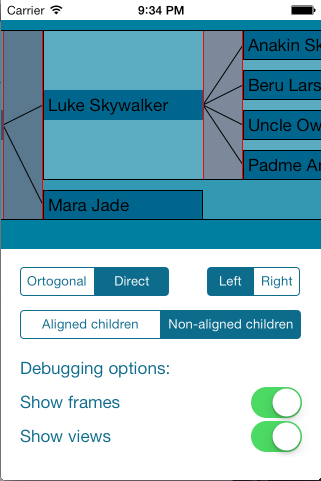 Carrier 9:34 PM
Anakin Sk
Luke Skywalker
Beru Lars
Uncle Ow
Padme A
Mara Jade
Ortogonal Direct Left Right
Aligned children Non-aligned children
Debugging options:
Show frames
Show views